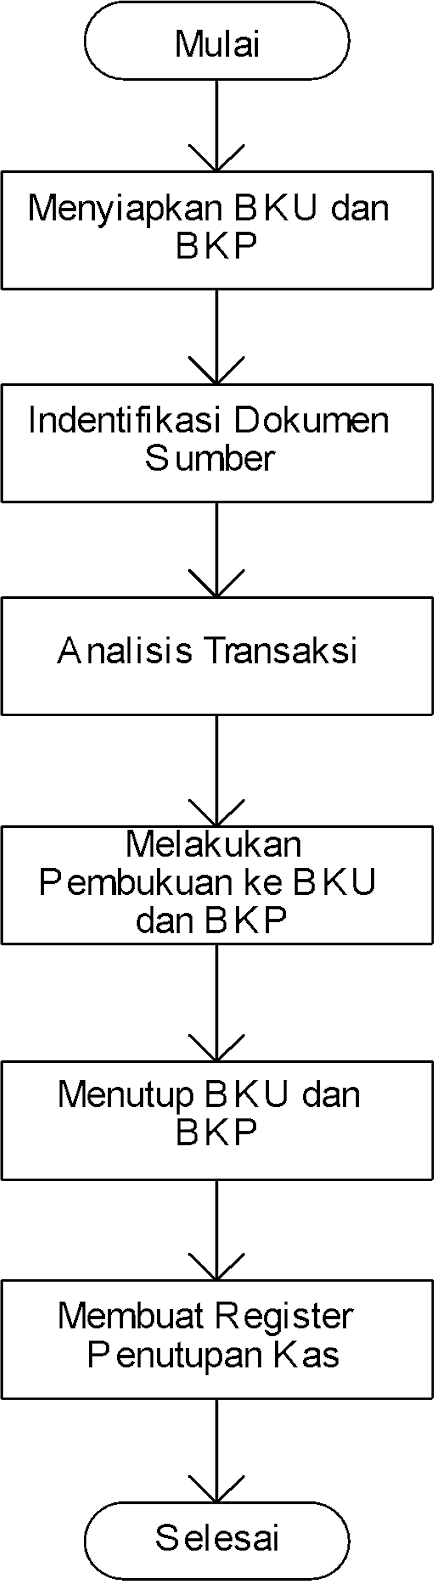 Mulai
Menyiapkan BKU dan
BKP
Indentifikasi Dokumen
Sumber
Analisis Transaksi
Melakukan
Pembukuan ke BKU
dan BKP
Menutup BKU dan
BKP
Membuat Register
Penutupan Kas
Selesai